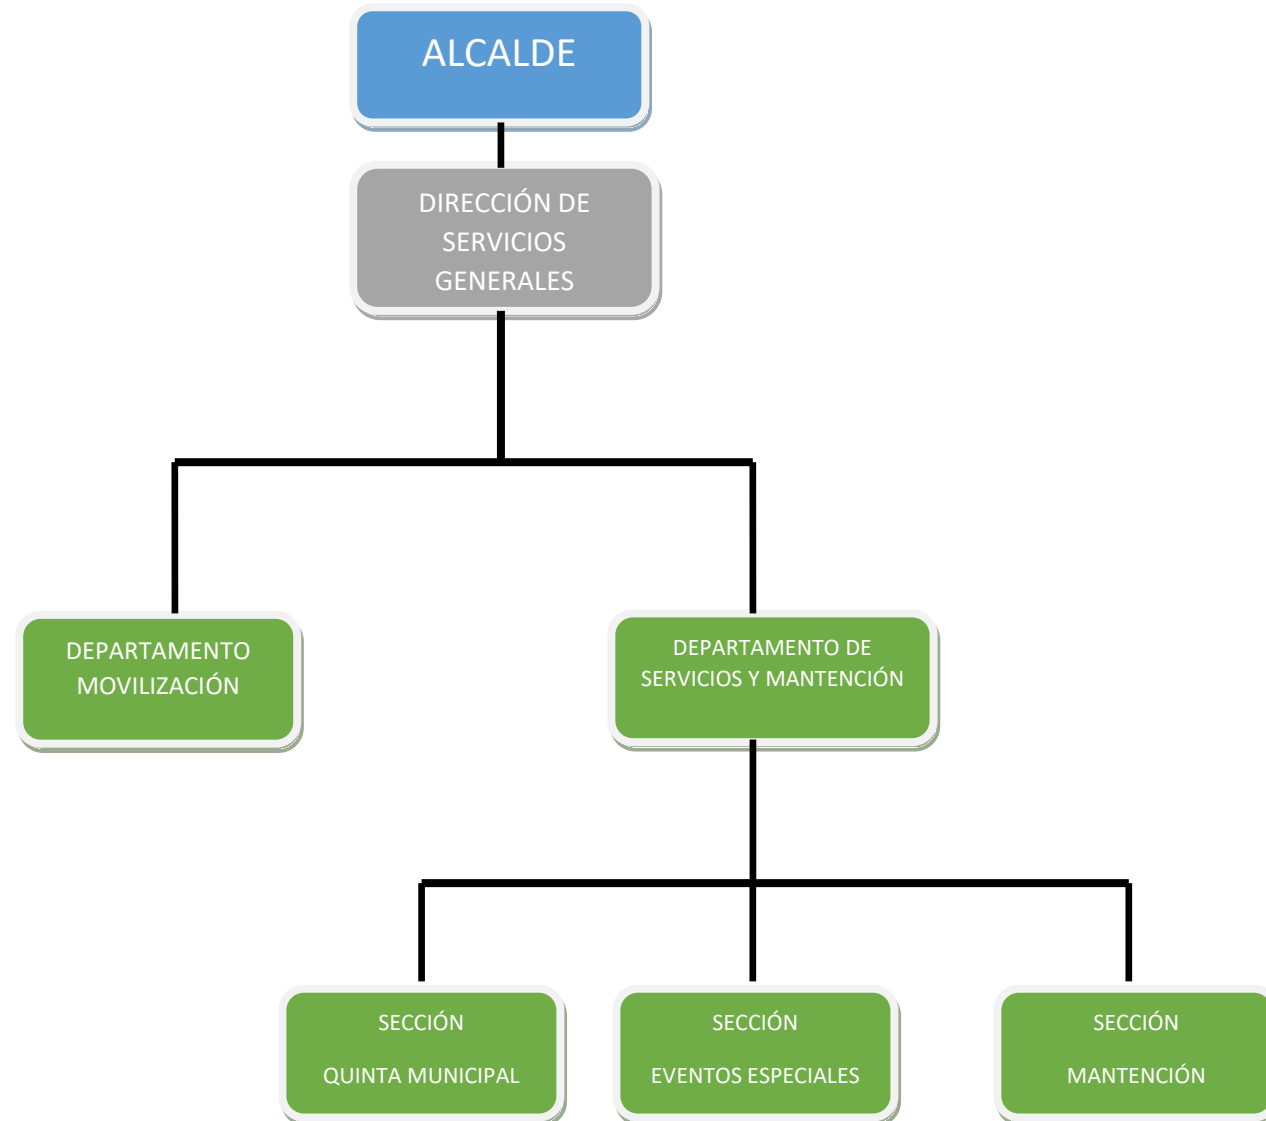 ALCALDE
DIRECCIÓN DE
SERVICIOS
GENERALES
DEPARTAMENTO
MOVILIZACIÓN
DEPARTAMENTO DE
SERVICIOS Y MANTENCIÓN
SECCIÓN
QUINTA MUNICIPAL
SECCIÓN
EVENTOS ESPECIALES
SECCIÓN
MANTENCIÓN